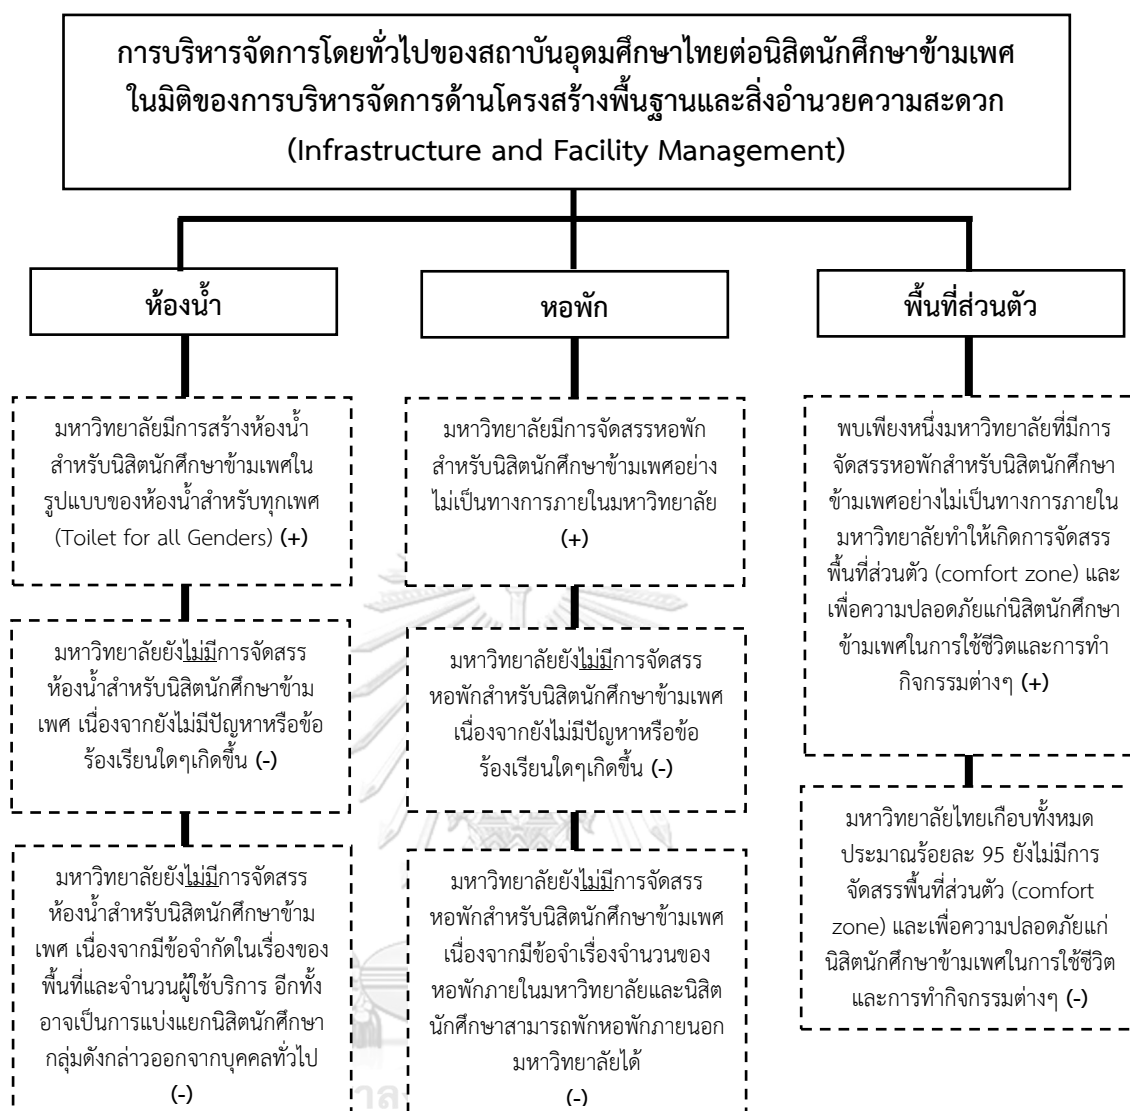 การบริหารจัดการโดยทั่วไปของสถาบันอุดมศึกษาไทยต่อนิสิตนักศึกษาข้ามเพศ
ในมิติของการบริหารจัดการด้านโครงสร้างพื้นฐานและสิ่งอำนวยความสะดวก
(Infrastructure and Facility Management)
ห้องน้ำ
หอพัก
พื้นที่ส่วนตัว
มหาวิทยาลัยมีการสร้างห้องน้ำ
สำหรับนิสิตนักศึกษาข้ามเพศใน
รูปแบบของห้องน้ำสำหรับทุกเพศ
(Toilet for all Genders) (+)
มหาวิทยาลัยยังไม่มีการจัดสรร
ห้องน้ำสำหรับนิสิตนักศึกษาข้าม
เพศ เนื่องจากยังไม่มีปัญหาหรือข้อ
ร้องเรียนใดๆเกิดขึ้น (-)
มหาวิทยาลัยยังไม่มีการจัดสรร
ห้องน้ำสำหรับนิสิตนักศึกษาข้าม
เพศ เนื่องจากมีข้อจำกัดในเรื่องของ
พื้นที่และจำนวนผู้ใช้บริการ อีกทั้ง
อาจเป็นการแบ่งแยกนิสิตนักศึกษา
กลุ่มดังกล่าวออกจากบุคคลทั่วไป
(-)
มหาวิทยาลัยมีการจัดสรรหอพัก
สำหรับนิสิตนักศึกษาข้ามเพศอย่าง
ไม่เป็นทางการภายในมหาวิทยาลัย
(+)
มหาวิทยาลัยยังไม่มีการจัดสรร
หอพักสำหรับนิสิตนักศึกษาข้ามเพศ
เนื่องจากยังไม่มีปัญหาหรือข้อ
ร้องเรียนใดๆเกิดขึ้น (-)
มหาวิทยาลัยยังไม่มีการจัดสรร
หอพักสำหรับนิสิตนักศึกษาข้ามเพศ
เนื่องจากมีข้อจำเรื่องจำนวนของ
หอพักภายในมหาวิทยาลัยและนิสิต
นักศึกษาสามารถพักหอพักภายนอก
มหาวิทยาลัยได้
(-)
พบเพียงหนึ่งมหาวิทยาลัยที่มีการ
จัดสรรหอพักสำหรับนิสิตนักศึกษา
ข้ามเพศอย่างไม่เป็นทางการภายใน
มหาวิทยาลัยทำให้เกิดการจัดสรร
พื้นที่ส่วนตัว (comfort zone) และ
เพื่อความปลอดภัยแก่นิสิตนักศึกษา
ข้ามเพศในการใช้ชีวิตและการทำ
กิจกรรมต่างๆ (+)
มหาวิทยาลัยไทยเกือบทั้งหมด
ประมาณร้อยละ 95 ยังไม่มีการ
จัดสรรพื้นที่ส่วนตัว (comfort
zone) และเพื่อความปลอดภัยแก่
นิสิตนักศึกษาข้ามเพศในการใช้ชีวิต
และการทำกิจกรรมต่างๆ (-)